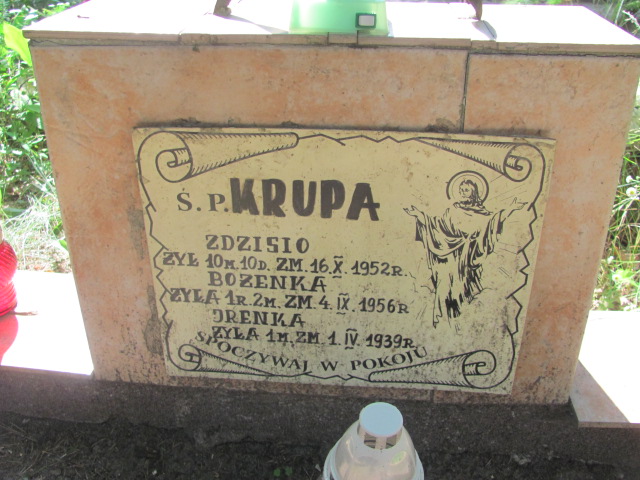 Ś.P. KRUPA
ZDZISIO
ŻYŁ 10M. 10D. ZM. 16.X. 1952R.
BOŻENKA
ŻYŁA 1R. 2M. ZM. 4. IX. 1956R
IRENKA
ŻYŁA 1M. ZM. 1. IV. 1939R.
SPOCZYWAJ W POKOJU